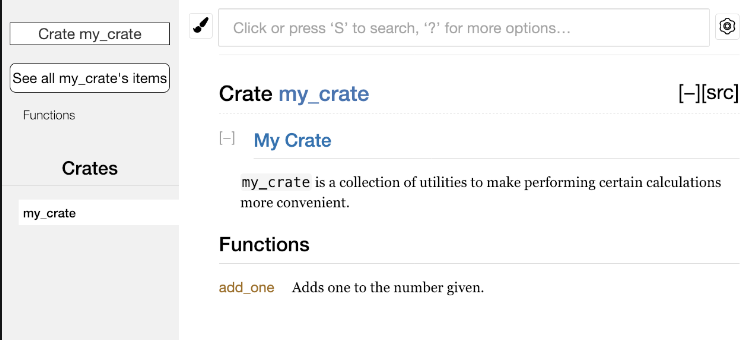 Crate my_crate
See all my_crate's items
Functions
Crates
my_crate
Click or press ‘S’ to search, ‘?’ for more options…
Crate my_crate [−][src]
[−] My Crate
my_crate is a collection of utilities to make performing certain calculations
more convenient.
Functions
add_one Adds one to the number given.